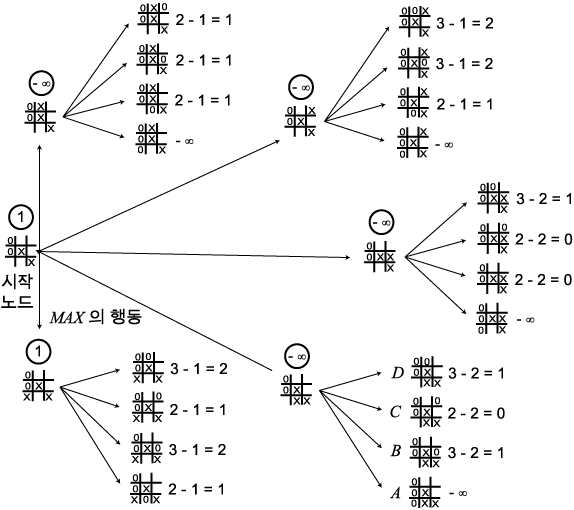 2 - 1 = 1
2 - 1 = 1
2 - 1 = 1
- ∞
- ∞
3 - 1 = 2
3 - 1 = 2
2 - 1 = 1
- ∞
- ∞
1
시작
노드
MAX 의 행동
- ∞
3 - 2 = 1
2 - 2 = 0
2 - 2 = 0
- ∞
1
3 - 1 = 2
2 - 1 = 1
3 - 1 = 2
2 - 1 = 1
- ∞
D 3 - 2 = 1
C 2 - 2 = 0
B 3 - 2 = 1
A - ∞